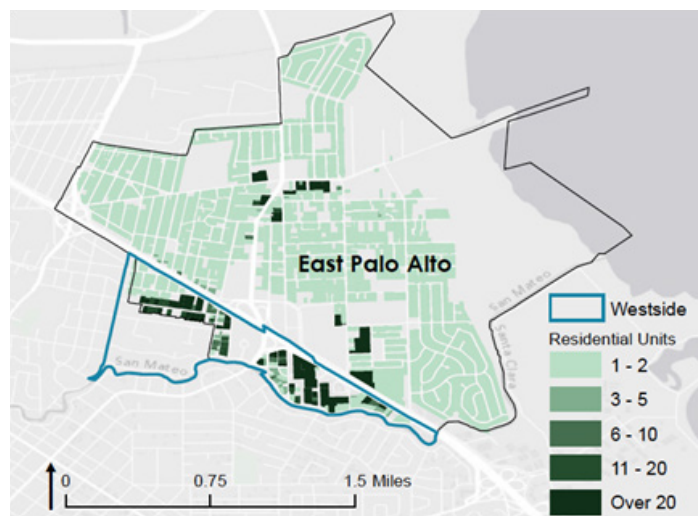 East Palo Alto
San Mateo
Santa Clara
San Mateo
Westside
Residential Units
1 - 2
3 - 5
6 - 10
11 - 20
Over 20
0 0.75 1.5 Miles